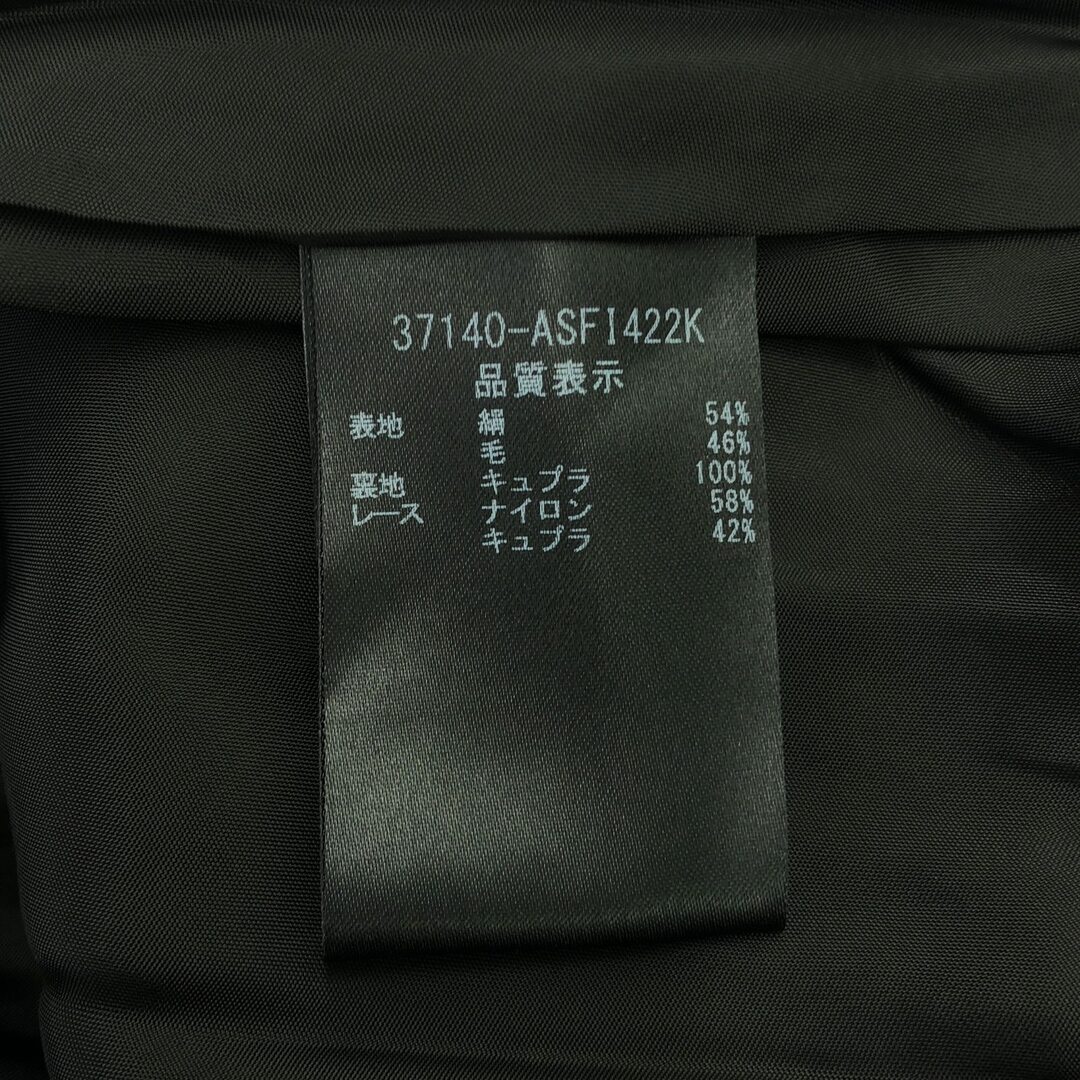 37140-ASFI422K
品質表示
表地 絹 54%
毛 46%
裏地 キュプラ 100%
レース ナイロン 58%
キュプラ 42%